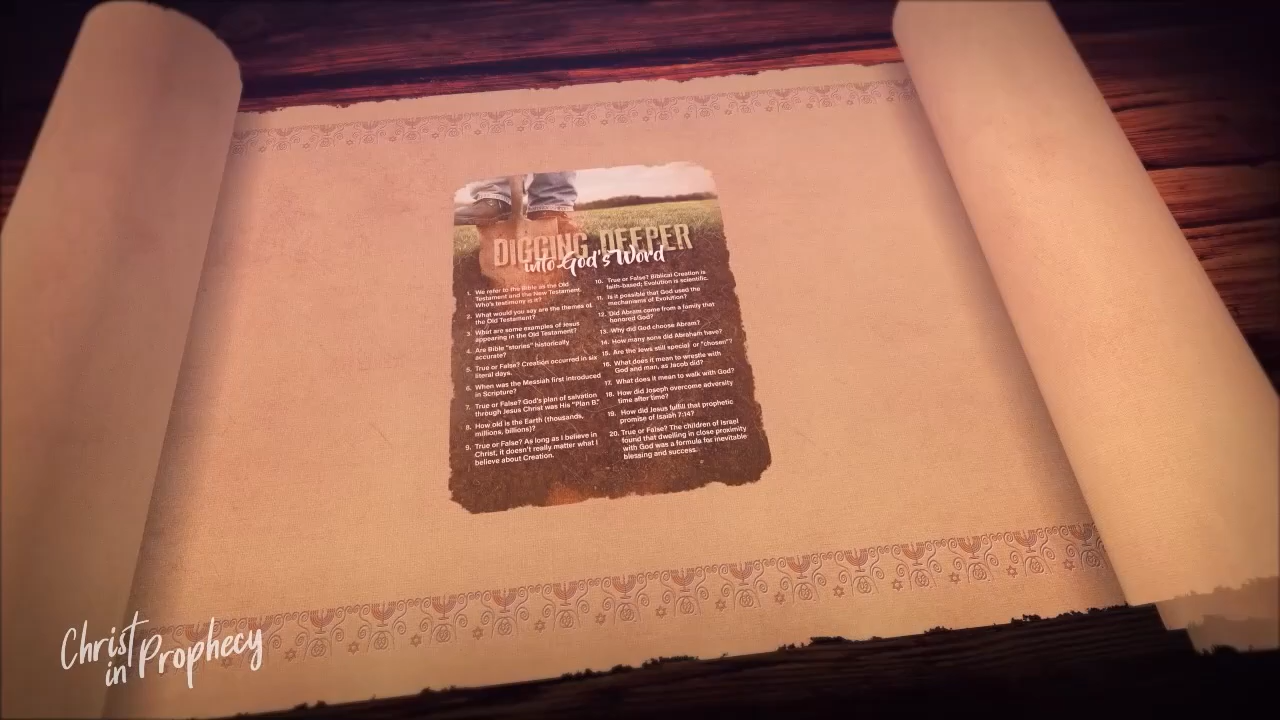 DIGGING DEEPER
into God's Word
1. We refer to the Bible as the Old
Testament and the New Testament.
Who's testimony is it?
2. What would you say are the themes of
the Old Testament?
3. What are some examples of Jesus
appearing in the Old Testament?
4. Are Bible "stories" historically
accurate?
5. True or False? Creation occurred in six
literal days.
6. When was the Messiah first introduced
in Scripture?
7. True or False? God's plan of salvation
through Jesus Christ was His "Plan B."
8. How old is the Earth (thousands,
millions, billions)?
9. True or False? As long as I believe in
Christ, it doesn't really matter what I
believe about Creation.
10. True or False? Biblical Creation is
faith-based; Evolution is scientific.
11. Is it possible that God used the
mechanisms of Evolution?
12. Did Abram come from a family that
honored God?
13. Why did God choose Abram?
14. How many sons did Abraham have?
15. Are the Jews still special or "chosen"?
16. What does it mean to wrestle with
God and man, as Jacob did?
17. What does it mean to walk with God?
18. How did Joseph overcome adversity
time after time?
19. How did Jesus fulfill that prophetic
promise of Isaiah 7:14?
20. True or False? The children of Israel
found that dwelling in close proximity
with God was a formula for inevitable
blessing and success.
Christ
in Prophecy